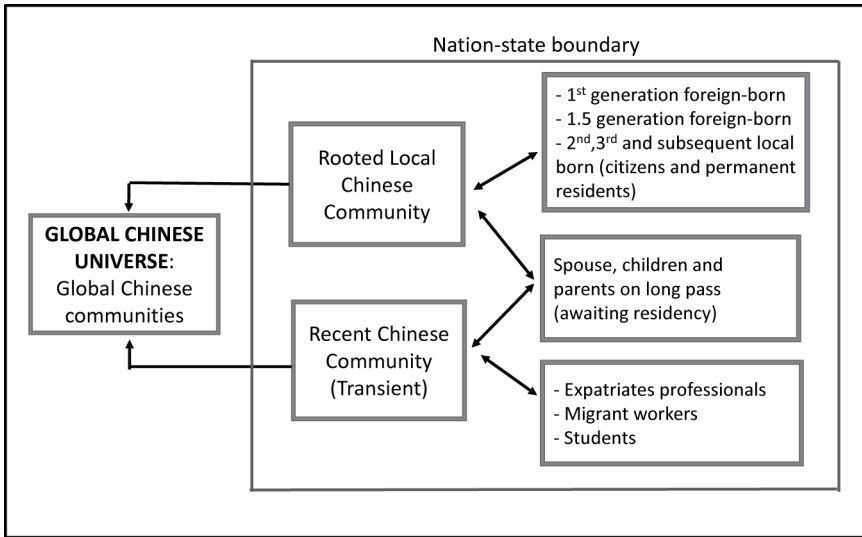 Nation-state boundary
GLOBAL CHINESE
UNIVERSE:
Global Chinese
communities
Rooted Local
Chinese
Community
Recent Chinese
Community
(Transient)
- 1st generation foreign-born
- 1.5 generation foreign-born
- 2nd,3rd and subsequent local
born (citizens and permanent
residents)
Spouse, children and
parents on long pass
(awaiting residency)
- Expatriates professionals
- Migrant workers
- Students